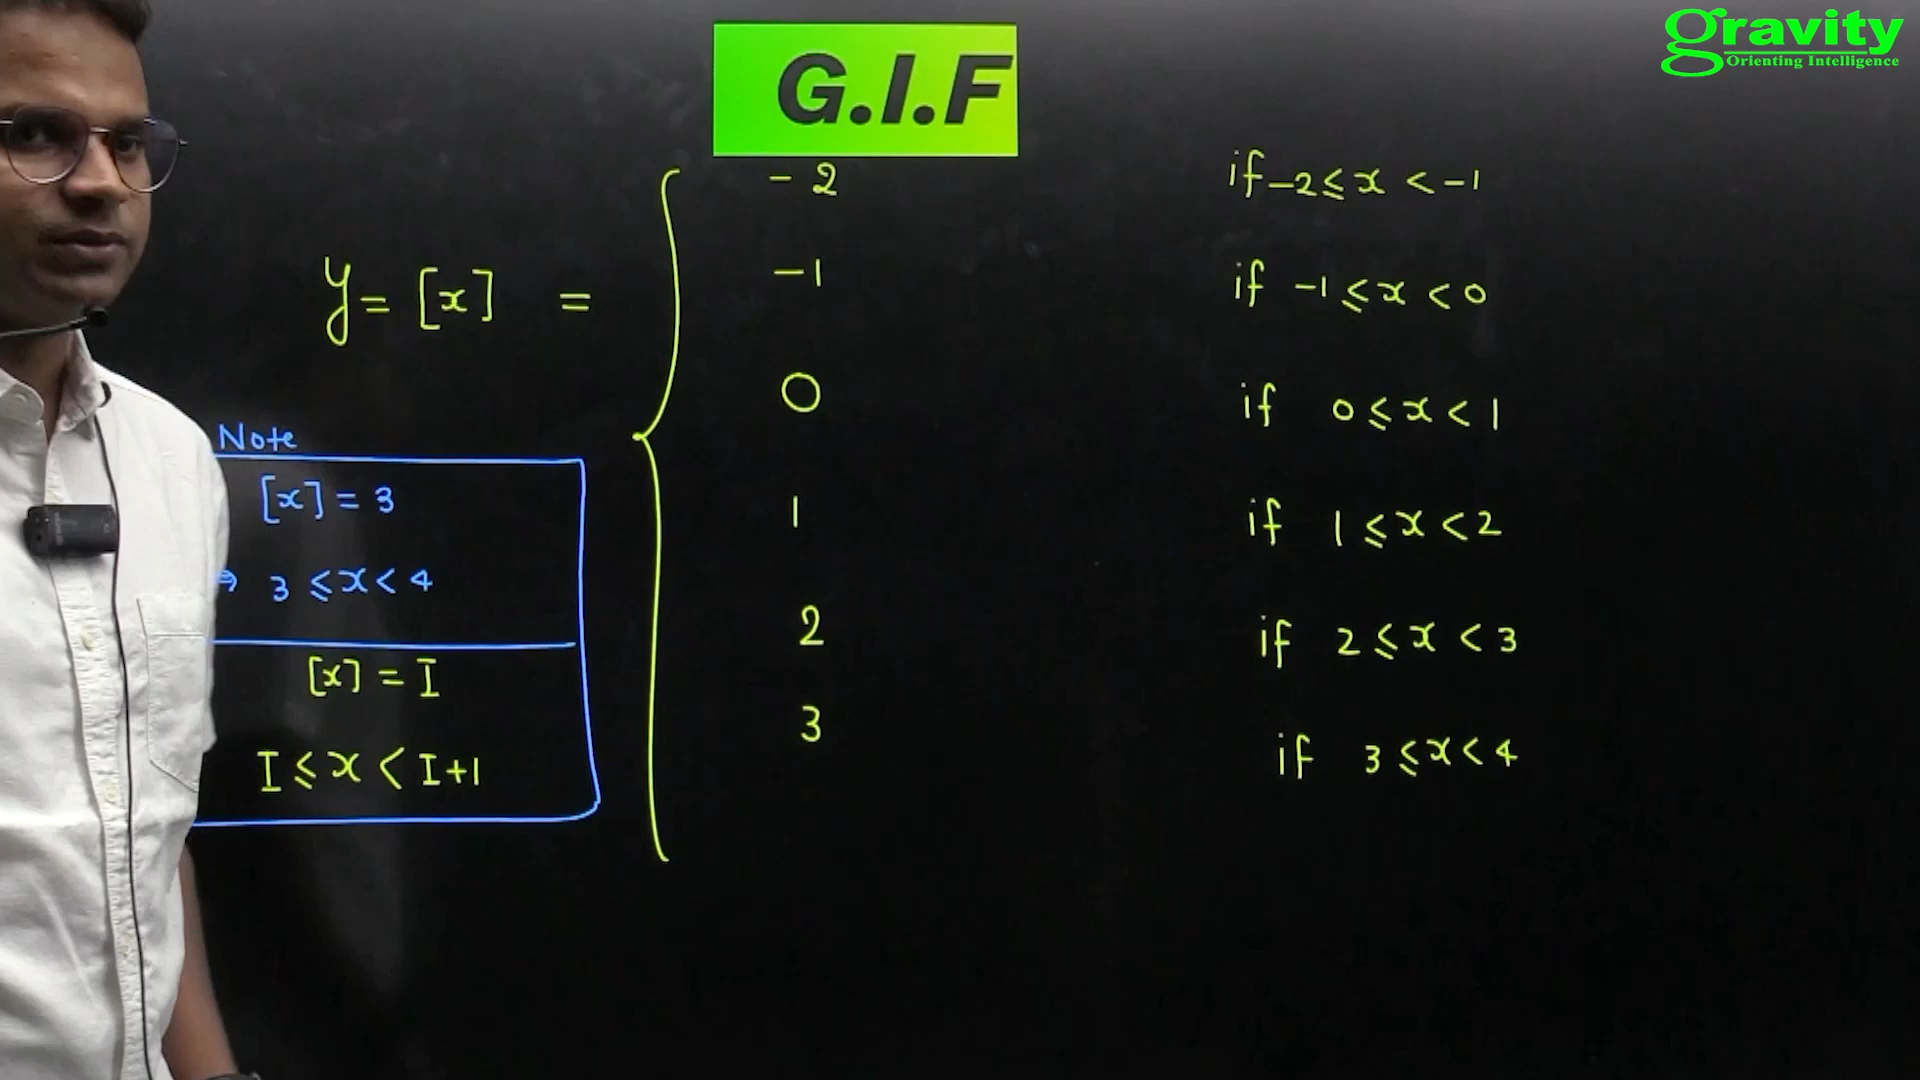 gravity
Orienting Intelligence
G.I.F
y = [x] =
-2 if -2 ≤ x < -1
-1 if -1 ≤ x < 0
0 if 0 ≤ x < 1
1 if 1 ≤ x < 2
2 if 2 ≤ x < 3
3 if 3 ≤ x < 4
Note
[x] = 3
⇒ 3 ≤ x < 4
[x] = I
I ≤ x < I+1